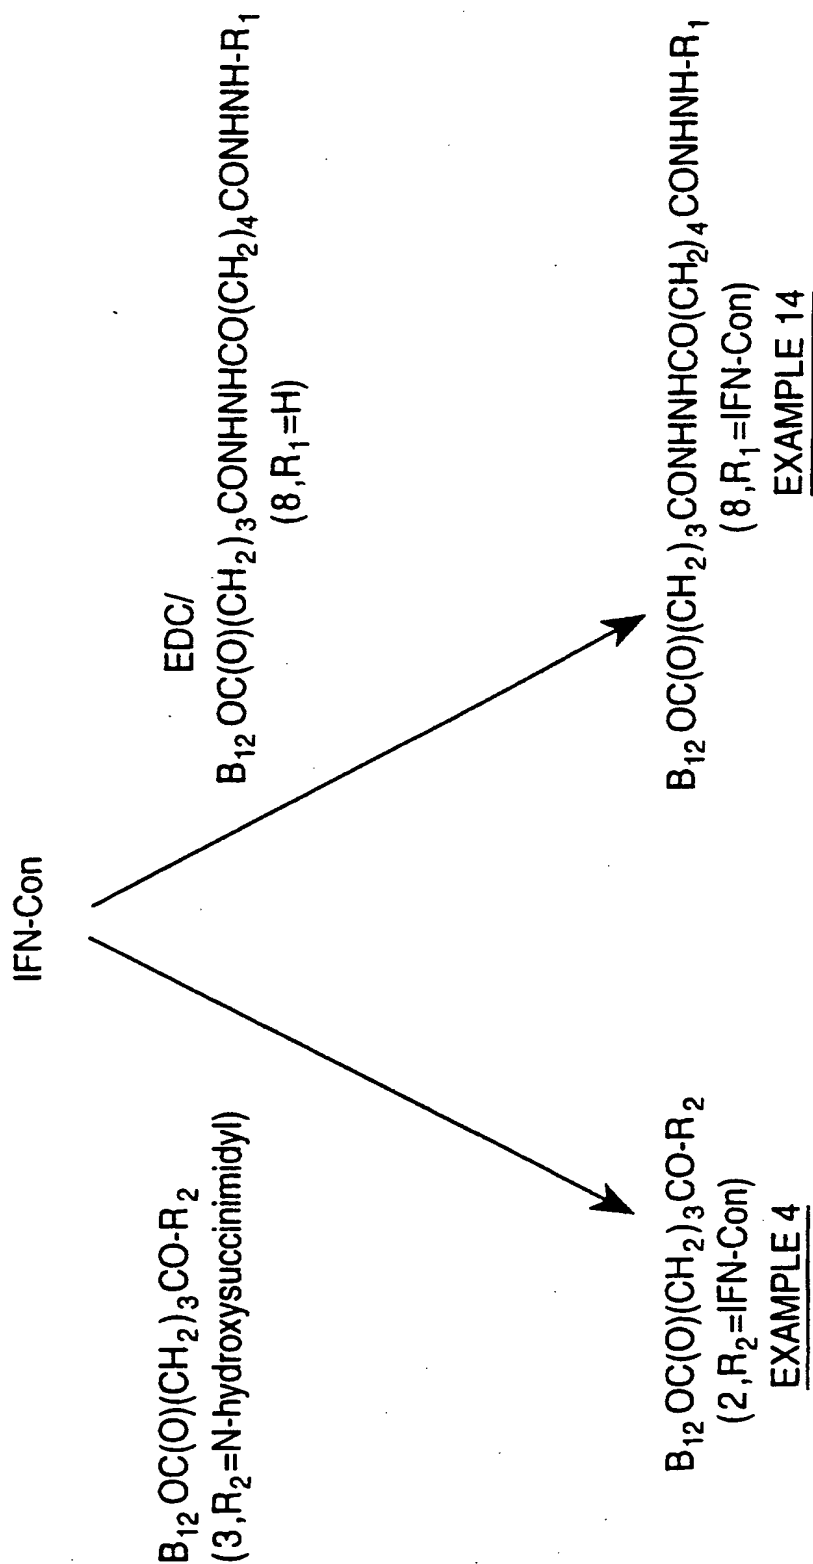 IFN-Con
B₁₂OC(O)(CH₂)₃CO-R₂
(3,R₂=N-hydroxysuccinimidyl)
EDC/
B₁₂OC(O)(CH₂)₃CONHNHCO(CH₂)₄CONHNH-R₁
(8,R₁=H)
B₁₂OC(O)(CH₂)₃CO-R₂
(2,R₂=IFN-Con)
EXAMPLE 4
B₁₂OC(O)(CH₂)₃CONHNHCO(CH₂)₄CONHNH-R₁
(8,R₁=IFN-Con)
EXAMPLE 14